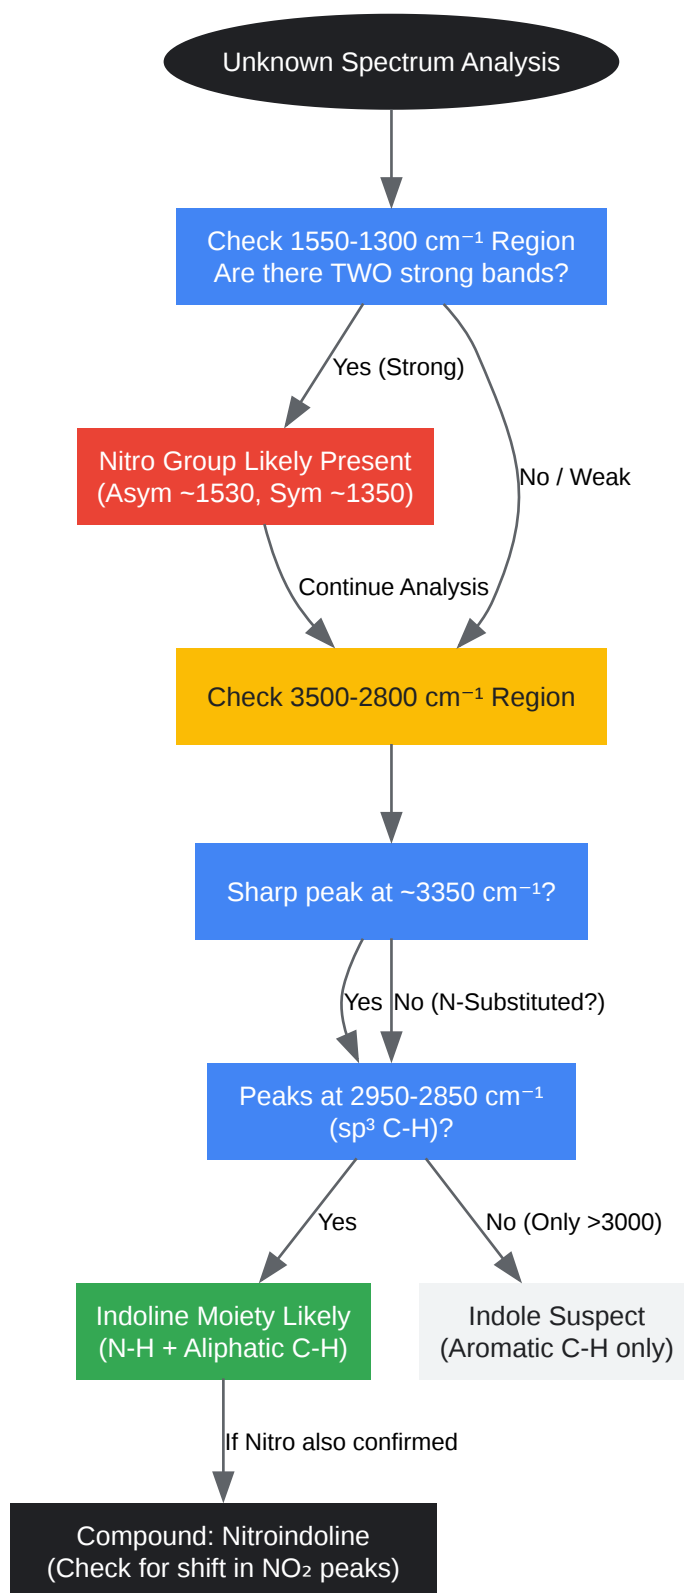 Unknown Spectrum Analysis
Check 1550-1300 cm⁻¹ Region
Are there TWO strong bands?
Yes (Strong)
Nitro Group Likely Present
(Asym ~1530, Sym ~1350)
No / Weak
Continue Analysis
Check 3500-2800 cm⁻¹ Region
Sharp peak at ~3350 cm⁻¹?
Yes
No (N-Substituted?)
Peaks at 2950-2850 cm⁻¹
(sp³ C-H)?
Yes
No (Only >3000)
Indoline Moiety Likely
(N-H + Aliphatic C-H)
Indole Suspect
(Aromatic C-H only)
If Nitro also confirmed
Compound: Nitroindoline
(Check for shift in NO₂ peaks)